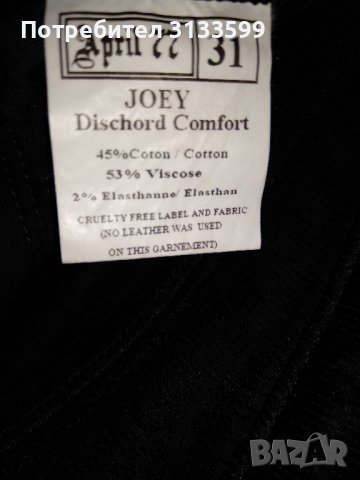 Потребител 3133599
April 77 31
JOEY
Dischord Comfort
45%Coton / Cotton
53% Viscose
2% Elasthanne/ Elasthan
CRUELTY FREE LABEL AND FABRIC
(NO LEATHER WAS USED
ON THIS GARNEMENT)
BAZAR